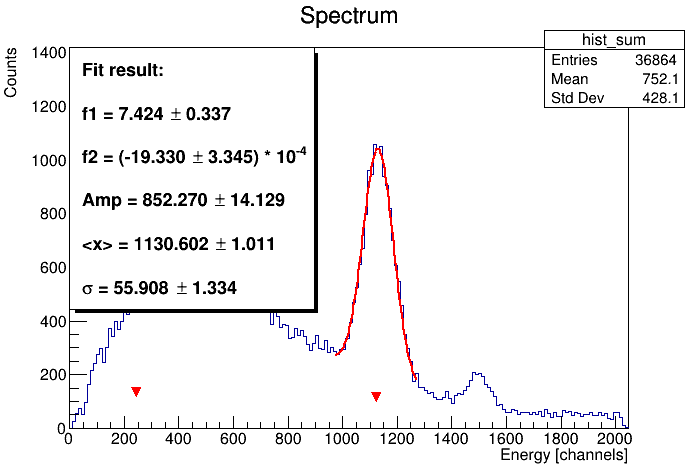 Spectrum
hist_sum
Entries 36864
Mean 752.1
Std Dev 428.1
Counts
1400
1200
1000
800
600
400
200
0
Fit result:
f1 = 7.424 ± 0.337
f2 = (-19.330 ± 3.345) * 10^-4
Amp = 852.270 ± 14.129
<x> = 1130.602 ± 1.011
σ = 55.908 ± 1.334
0 200 400 600 800 1000 1200 1400 1600 1800 2000
Energy [channels]